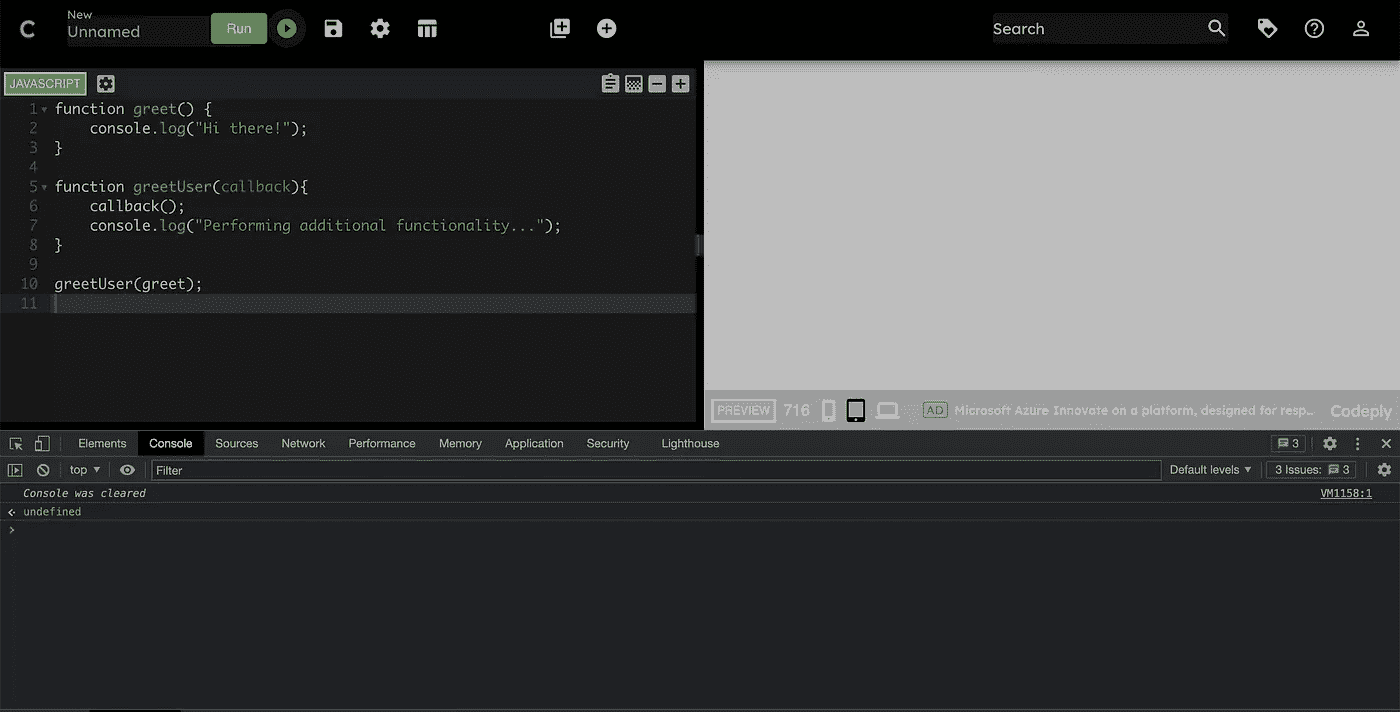 C
New
Unnamed
Run
Search
JAVASCRIPT
1 function greet() {
2     console.log("Hi there!");
3 }
4
5 function greetUser(callback){
6     callback();
7     console.log("Performing additional functionality...");
8 }
9
10 greetUser(greet);
11
PREVIEW 716 AD Microsoft Azure Innovate on a platform, designed for resp... Codeply
Elements Console Sources Network Performance Memory Application Security Lighthouse 3
top Filter Default levels 3 Issues: 3
Console was cleared VM1158:1
undefined